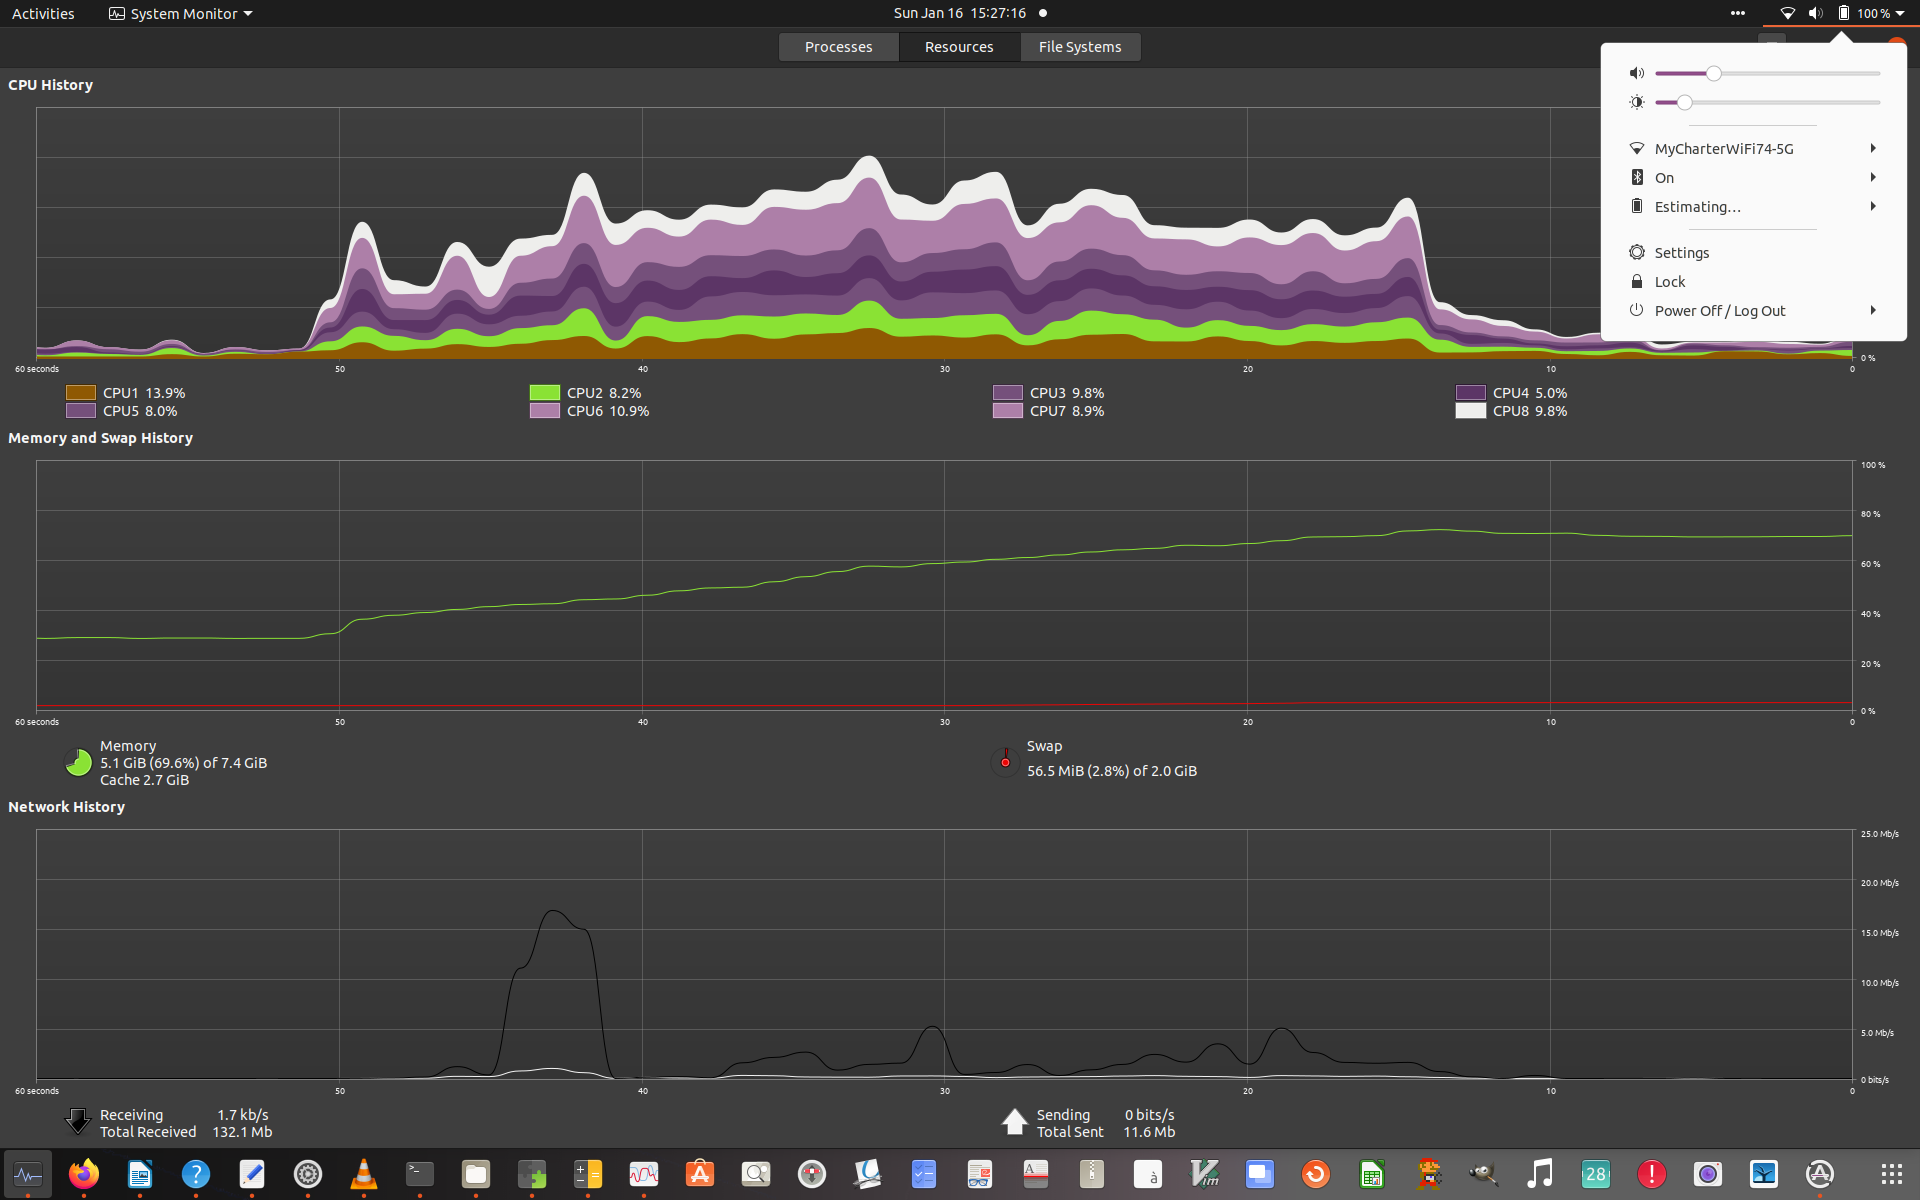 Activities
System Monitor
Sun Jan 16 15:27:16
100 %
Processes
Resources
File Systems
MyCharterWiFi74-5G
On
Estimating…
Settings
Lock
Power Off / Log Out
CPU History
0 %
60 seconds 50 40 30 20 10 0
CPU1 13.9% CPU2 8.2% CPU3 9.8% CPU4 5.0%
CPU5 8.0% CPU6 10.9% CPU7 8.9% CPU8 9.8%
Memory and Swap History
100 %
80 %
60 %
40 %
20 %
0 %
60 seconds 50 40 30 20 10 0
Memory
5.1 GiB (69.6%) of 7.4 GiB
Cache 2.7 GiB
Swap
56.5 MiB (2.8%) of 2.0 GiB
Network History
25.0 Mb/s
20.0 Mb/s
15.0 Mb/s
10.0 Mb/s
5.0 Mb/s
0 bits/s
60 seconds 50 40 30 20 10 0
Receiving 1.7 kb/s
Total Received 132.1 Mb
Sending 0 bits/s
Total Sent 11.6 Mb
>_
?
A
à
Vim
28
!
A